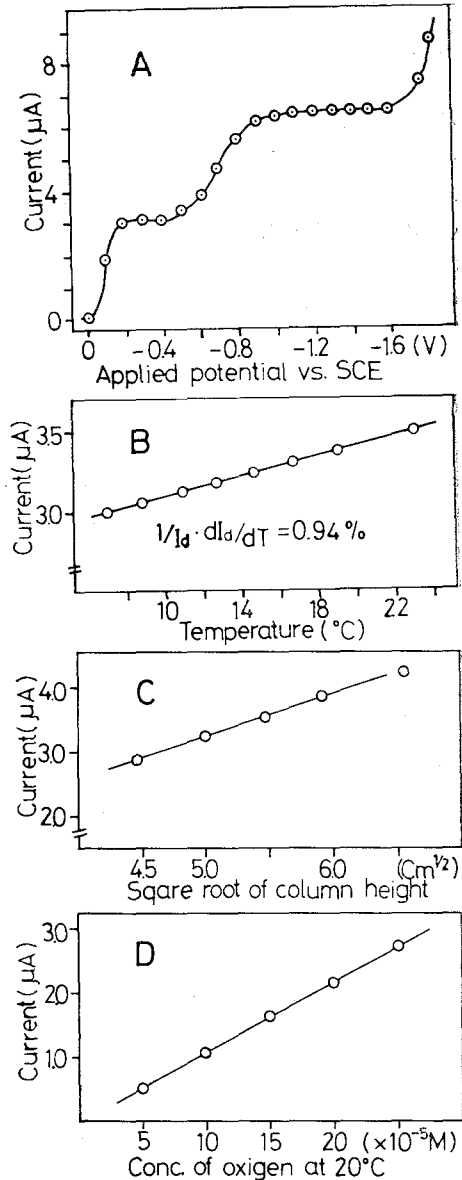 A
Current(μA)
8
4
0
0 -0.4 -0.8 -1.2 -1.6 (V)
Applied potential vs. SCE
B
Current(μA)
3.5
3.0
1/Id · dId/dT = 0.94 %
10 14 18 22
Temperature(°C)
C
Current(μA)
4.0
3.0
2.0
4.5 5.0 6.0 (Cm1/2)
Sqare root of column height
D
Current(μA)
3.0
2.0
1.0
5 10 15 20 (×10-5M)
Conc. of oxigen at 20°C